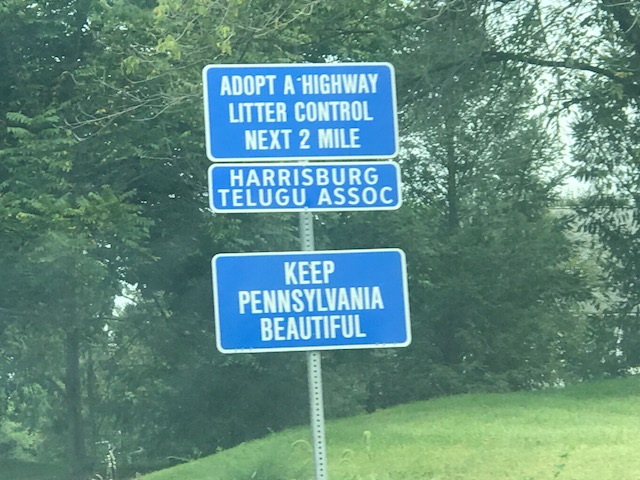 ADOPT A HIGHWAY
LITTER CONTROL
NEXT 2 MILE
HARRISBURG
TELUGU ASSOC
KEEP
PENNSYLVANIA
BEAUTIFUL